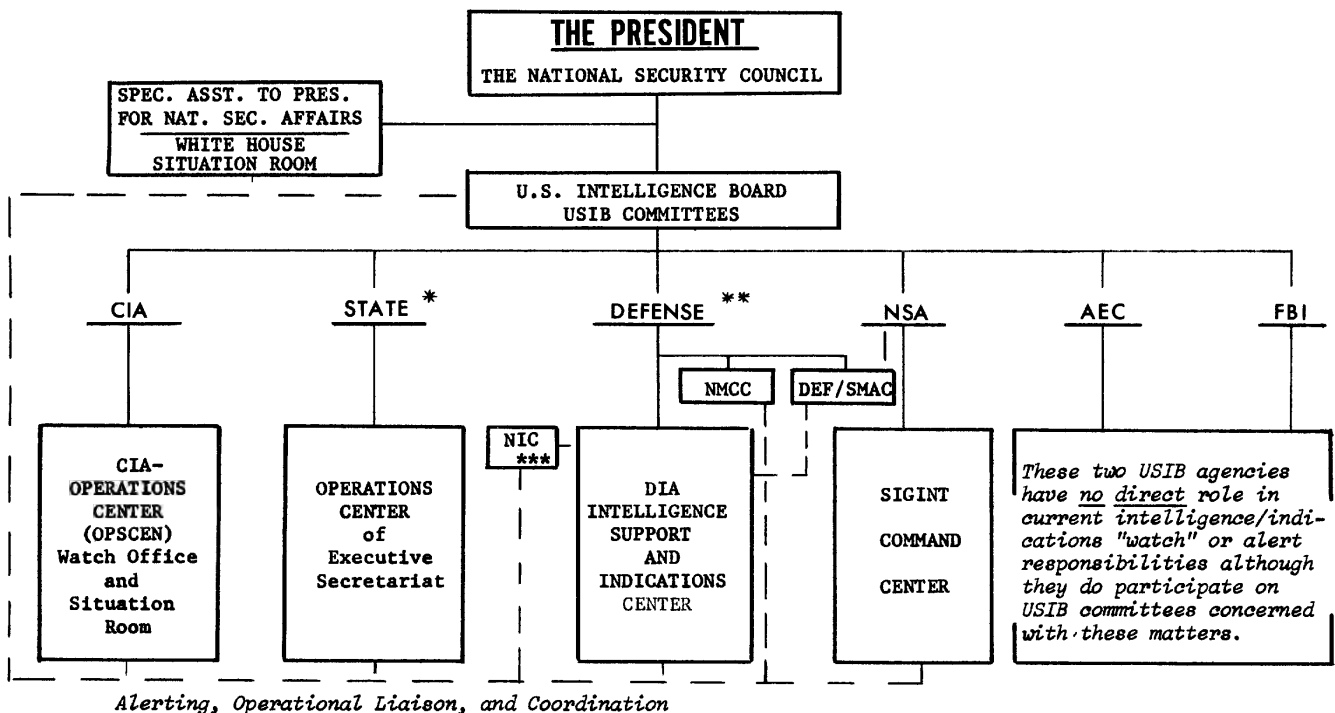 THE PRESIDENT
THE NATIONAL SECURITY COUNCIL
SPEC. ASST. TO PRES.
FOR NAT. SEC. AFFAIRS
WHITE HOUSE
SITUATION ROOM
U.S. INTELLIGENCE BOARD
USIB COMMITTEES
CIA
STATE *
DEFENSE **
NSA
AEC
FBI
NMCC
DEF/SMAC
NIC
***
CIA-
OPERATIONS
CENTER
(OPSCEN)
Watch Office
and
Situation
Room
OPERATIONS
CENTER
of
Executive
Secretariat
DIA
INTELLIGENCE
SUPPORT
AND
INDICATIONS
CENTER
SIGINT
COMMAND
CENTER
These two USIB agencies
have no direct role in
current intelligence/indi-
cations "watch" or alert
responsibilities although
they do participate on
USIB committees concerned
with these matters.
Alerting, Operational Liaison, and Coordination